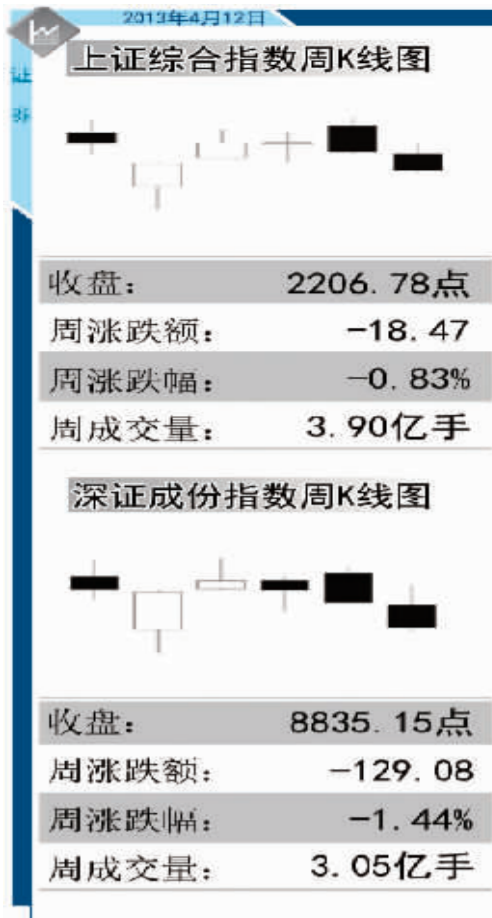 2013年4月12日
上证综合指数周K线图
收盘: 2206.78点
周涨跌额: -18.47
周涨跌幅: -0.83%
周成交量: 3.90亿手
深证成份指数周K线图
收盘: 8835.15点
周涨跌额: -129.08
周涨跌幅: -1.44%
周成交量: 3.05亿手